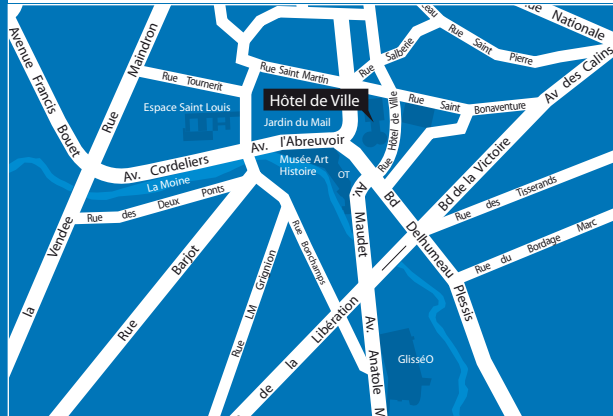 ceau
ue Nationale
Rue Saint Pierre
Rue Salberie
Avenue Francis Bouet
Rue Maindron
Rue Tournerit
Rue Saint Martin
Av des Calins
Hôtel de Ville
Espace Saint Louis
Jardin du Mail
Rue Hôtel de Ville
Rue Saint Bonaventure
Av. Cordeliers
Av. l'Abreuvoir
Musée Art
Histoire
OT
La Moine
Bd de la Victoire
Rue des Deux Ponts
Rue des Tisserands
la Vendee
Rue Barjot
Rue LM Grignion
Rue Bonchamps
Av. Maudet
Bd Delhumeau Plessis
Rue du Bordage Marc
de la Libération
Av. Anatole M
GlisséO